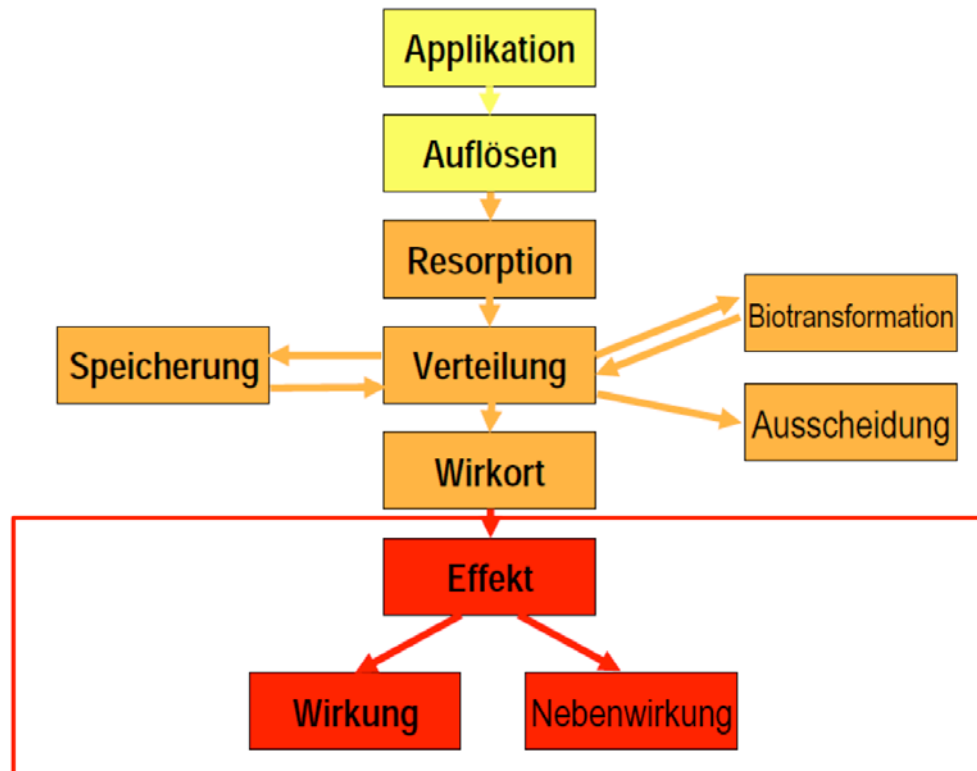 Applikation
Auflösen
Resorption
Biotransformation
Speicherung
Verteilung
Ausscheidung
Wirkort
Effekt
Wirkung
Nebenwirkung